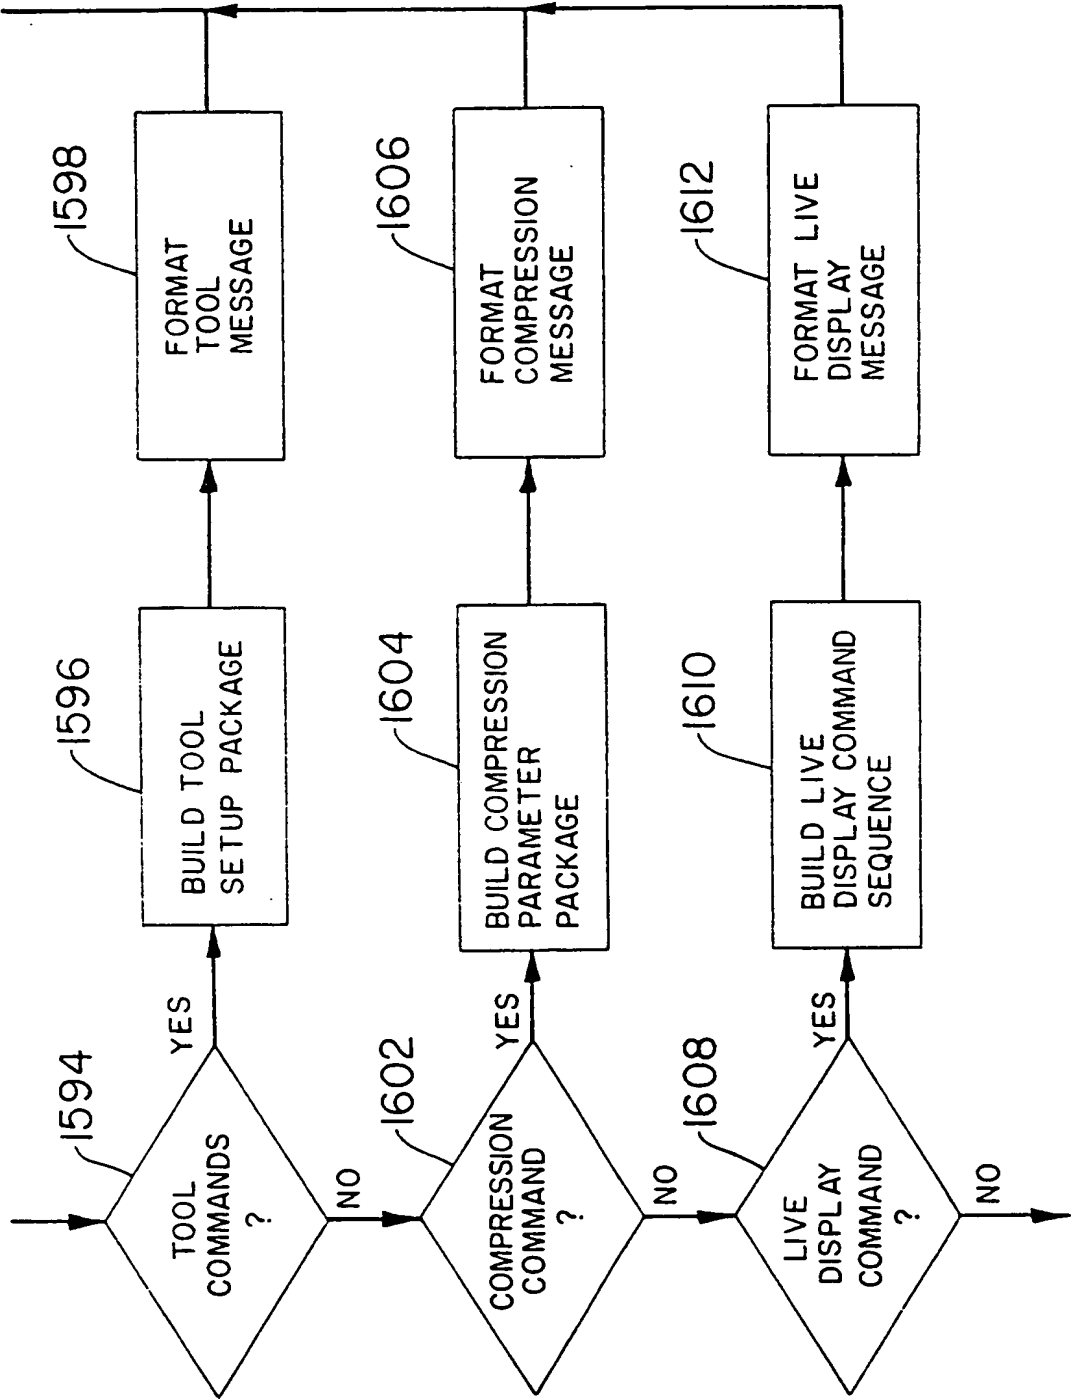 1594
TOOL
COMMANDS
?
YES
NO
1596
BUILD TOOL
SETUP PACKAGE
1598
FORMAT
TOOL
MESSAGE
1602
COMPRESSION
COMMAND
?
YES
NO
1604
BUILD COMPRESSION
PARAMETER
PACKAGE
1606
FORMAT
COMPRESSION
MESSAGE
1608
LIVE
DISPLAY
COMMAND
?
YES
NO
1610
BUILD LIVE
DISPLAY COMMAND
SEQUENCE
1612
FORMAT LIVE
DISPLAY
MESSAGE